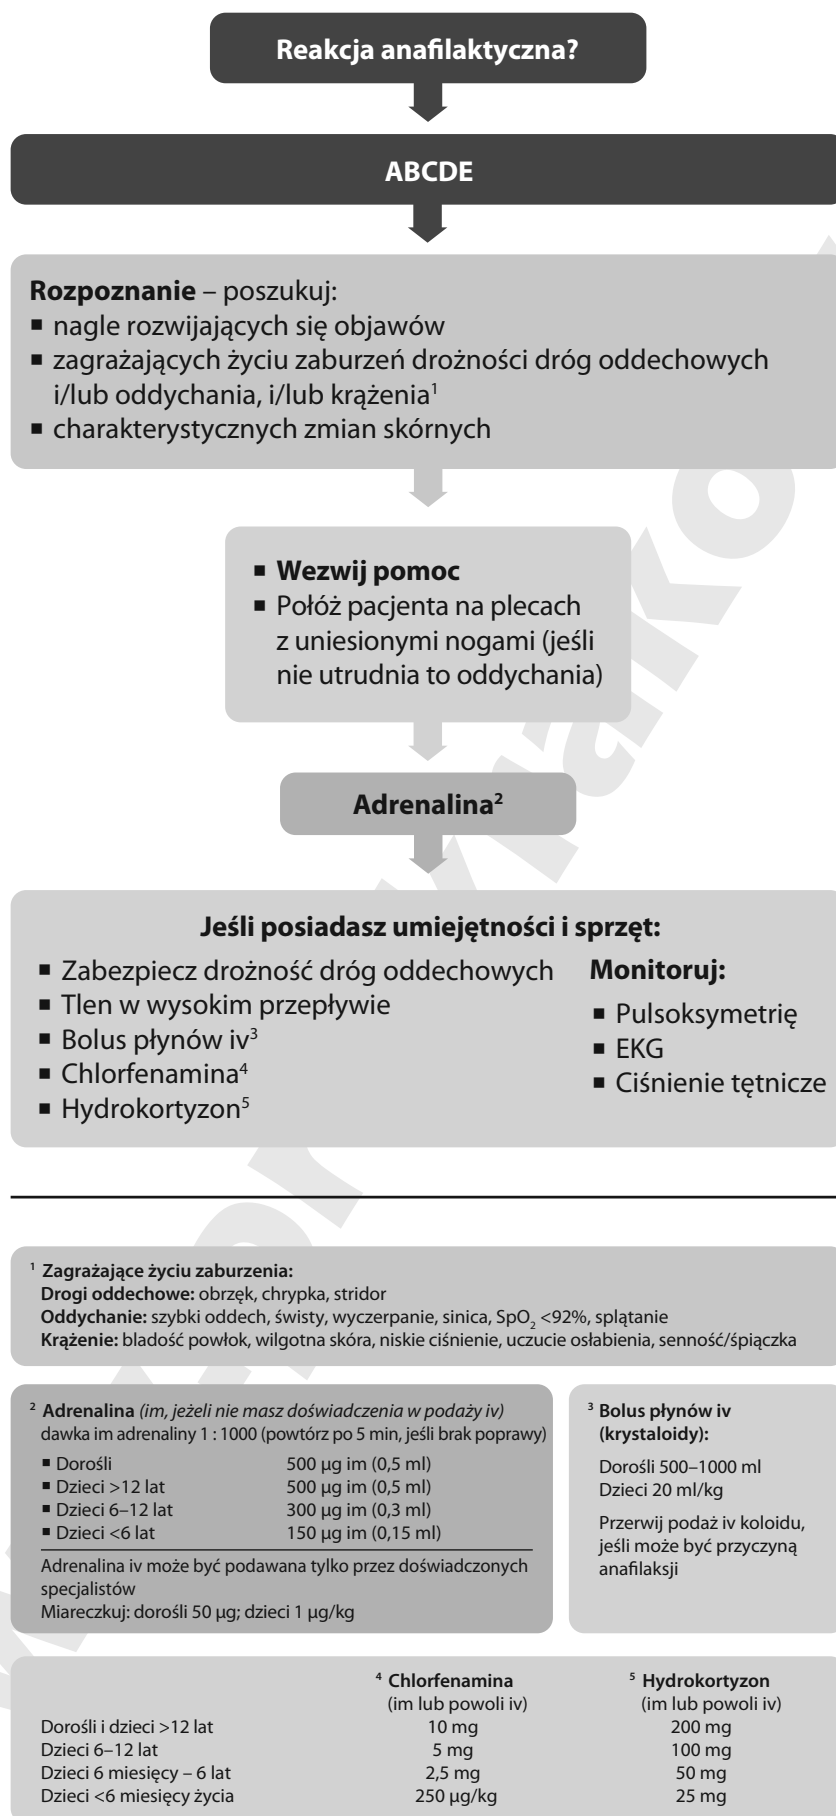 Reakcja anafilaktyczna?
ABCDE
Rozpoznanie – poszukuj:
▪ nagle rozwijających się objawów
▪ zagrażających życiu zaburzeń drożności dróg oddechowych
i/lub oddychania, i/lub krążenia¹
▪ charakterystycznych zmian skórnych
▪ Wezwij pomoc
▪ Połóż pacjenta na plecach
z uniesionymi nogami (jeśli
nie utrudnia to oddychania)
Adrenalina²
Jeśli posiadasz umiejętności i sprzęt:
▪ Zabezpiecz drożność dróg oddechowych
▪ Tlen w wysokim przepływie
▪ Bolus płynów iv³
▪ Chlorfenamina⁴
▪ Hydrokortyzon⁵
Monitoruj:
▪ Pulsoksymetrię
▪ EKG
▪ Ciśnienie tętnicze
¹ Zagrażające życiu zaburzenia:
Drogi oddechowe: obrzęk, chrypka, stridor
Oddychanie: szybki oddech, świsty, wyczerpanie, sinica, SpO₂ <92%, splątanie
Krążenie: bladość powłok, wilgotna skóra, niskie ciśnienie, uczucie osłabienia, senność/śpiączka
² Adrenalina (im, jeżeli nie masz doświadczenia w podaży iv)
dawka im adrenaliny 1 : 1000 (powtórz po 5 min, jeśli brak poprawy)
▪ Dorośli 500 µg im (0,5 ml)
▪ Dzieci >12 lat 500 µg im (0,5 ml)
▪ Dzieci 6–12 lat 300 µg im (0,3 ml)
▪ Dzieci <6 lat 150 µg im (0,15 ml)
Adrenalina iv może być podawana tylko przez doświadczonych
specjalistów
Miareczkuj: dorośli 50 µg; dzieci 1 µg/kg
³ Bolus płynów iv
(krystaloidy):
Dorośli 500–1000 ml
Dzieci 20 ml/kg
Przerwij podaż iv koloidu,
jeśli może być przyczyną
anafilaksji
⁴ Chlorfenamina ⁵ Hydrokortyzon
(im lub powoli iv) (im lub powoli iv)
Dorośli i dzieci >12 lat 10 mg 200 mg
Dzieci 6–12 lat 5 mg 100 mg
Dzieci 6 miesięcy – 6 lat 2,5 mg 50 mg
Dzieci <6 miesięcy życia 250 µg/kg 25 mg